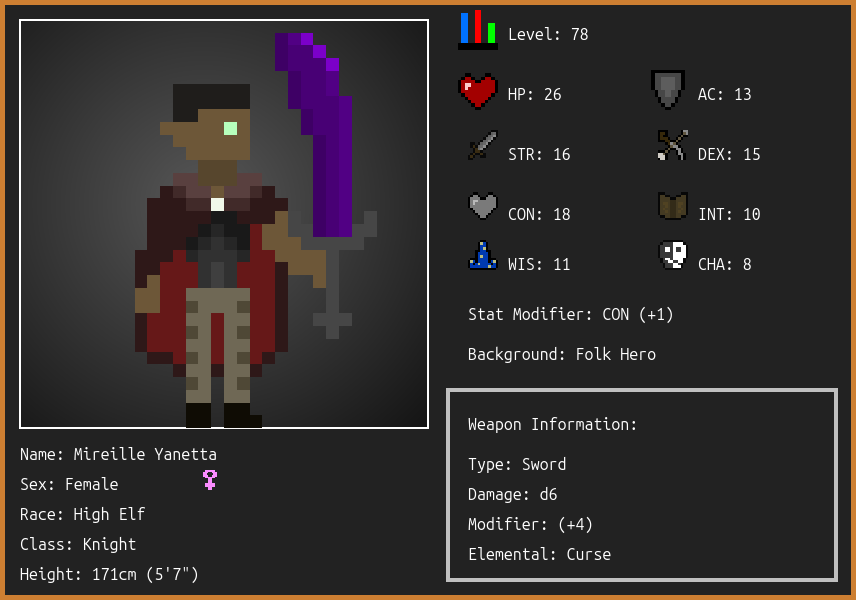 Level: 78
HP: 26
AC: 13
STR: 16
DEX: 15
CON: 18
INT: 10
WIS: 11
CHA: 8
Stat Modifier: CON (+1)
Background: Folk Hero
Weapon Information:
Type: Sword
Damage: d6
Modifier: (+4)
Elemental: Curse
Name: Mireille Yanetta
Sex: Female
Race: High Elf
Class: Knight
Height: 171cm (5'7")